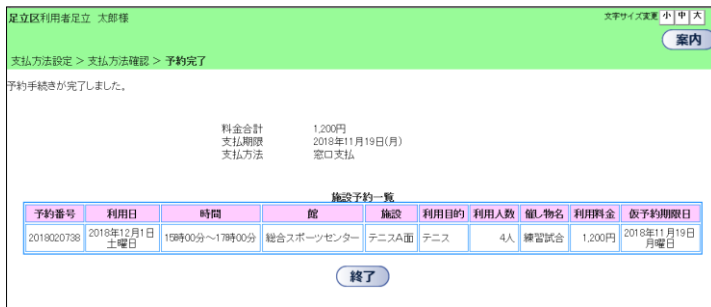 足立区利用者足立 太郎様
文字サイズ変更 小 中 大
案内
支払方法設定 > 支払方法確認 > 予約完了
予約手続きが完了しました。
料金合計 1,200円
支払期限 2018年11月19日(月)
支払方法 窓口支払
施設予約一覧
予約番号 利用日 時間 館 施設 利用目的 利用人数 催し物名 利用料金 仮予約期限日
2018020738 2018年12月1日 土曜日 15時00分～17時00分 総合スポーツセンター テニスA面 テニス 4人 練習試合 1,200円 2018年11月19日 月曜日
終了